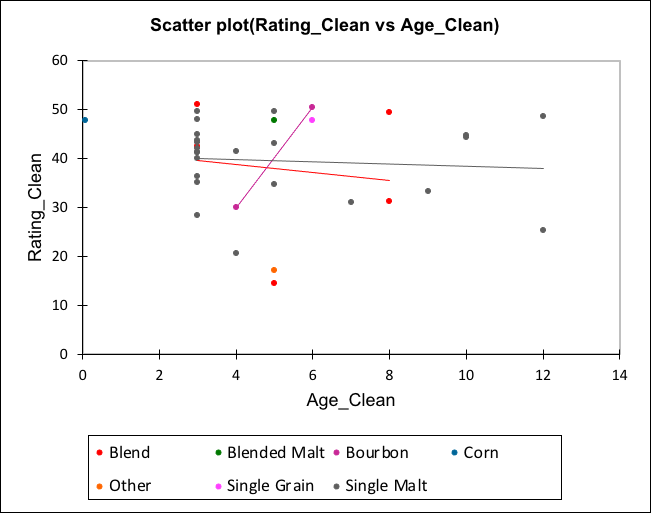 Scatter plot(Rating_Clean vs Age_Clean)
60
50
40
30
20
10
0
Rating_Clean
0 2 4 6 8 10 12 14
Age_Clean
Blend Blended Malt Bourbon Corn
Other Single Grain Single Malt